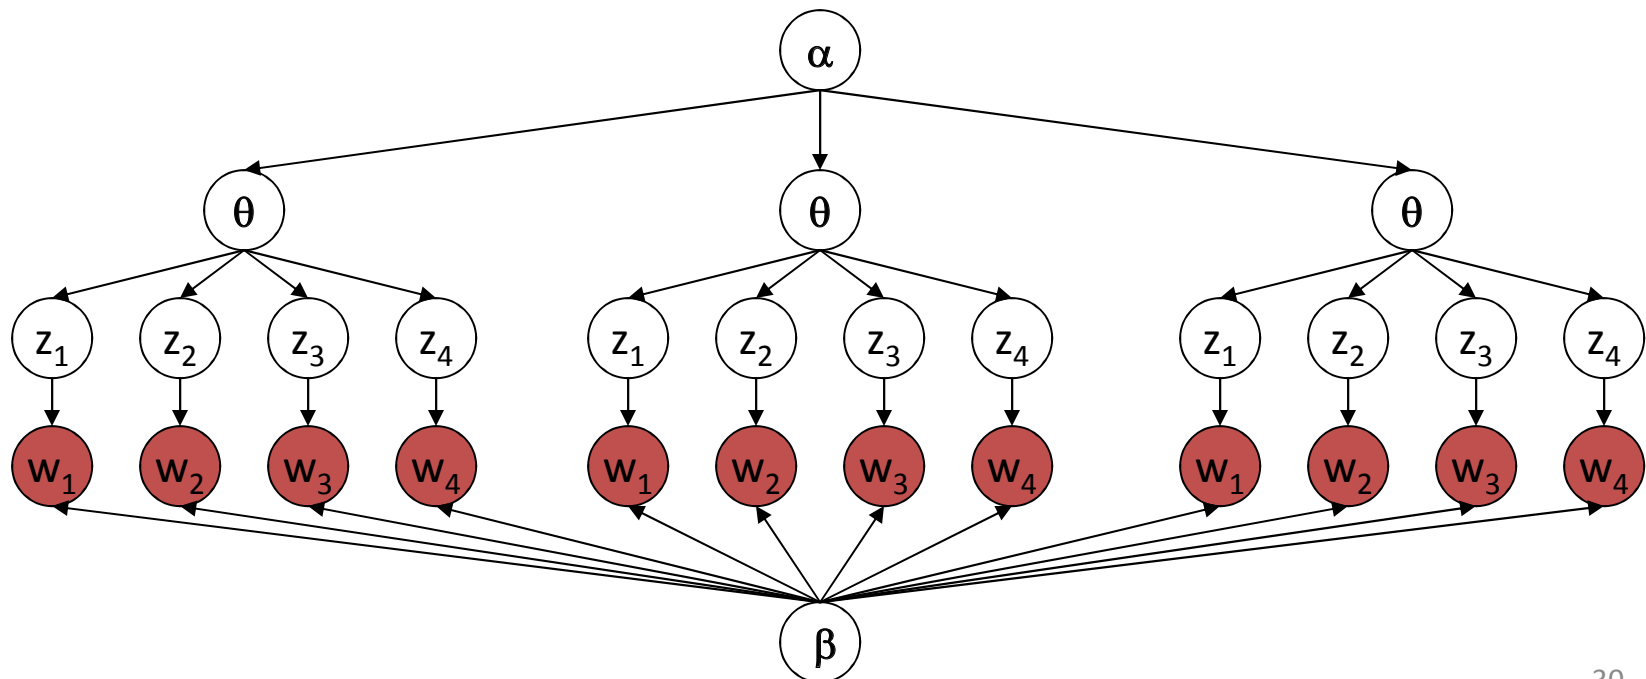 α
θ θ θ
z1 z2 z3 z4 z1 z2 z3 z4 z1 z2 z3 z4
w1 w2 w3 w4 w1 w2 w3 w4 w1 w2 w3 w4
β